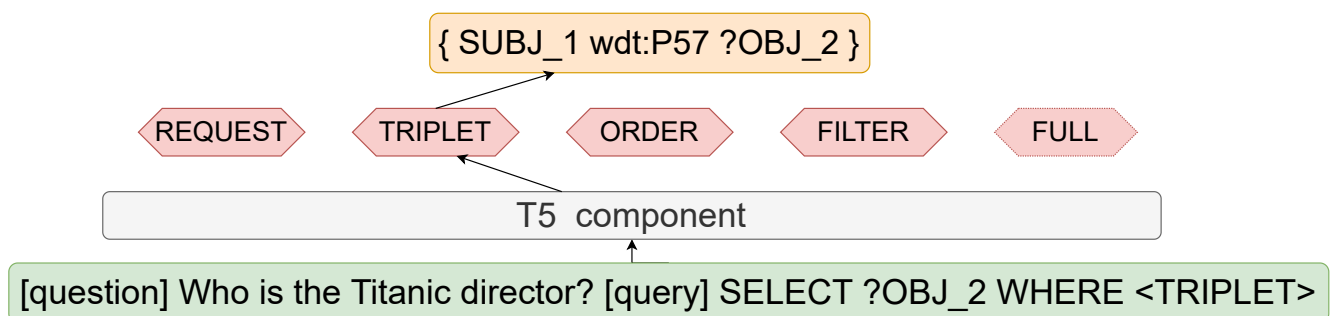 { SUBJ_1 wdt:P57 ?OBJ_2 }
REQUEST TRIPLET ORDER FILTER FULL
T5 component
[question] Who is the Titanic director? [query] SELECT ?OBJ_2 WHERE <TRIPLET>